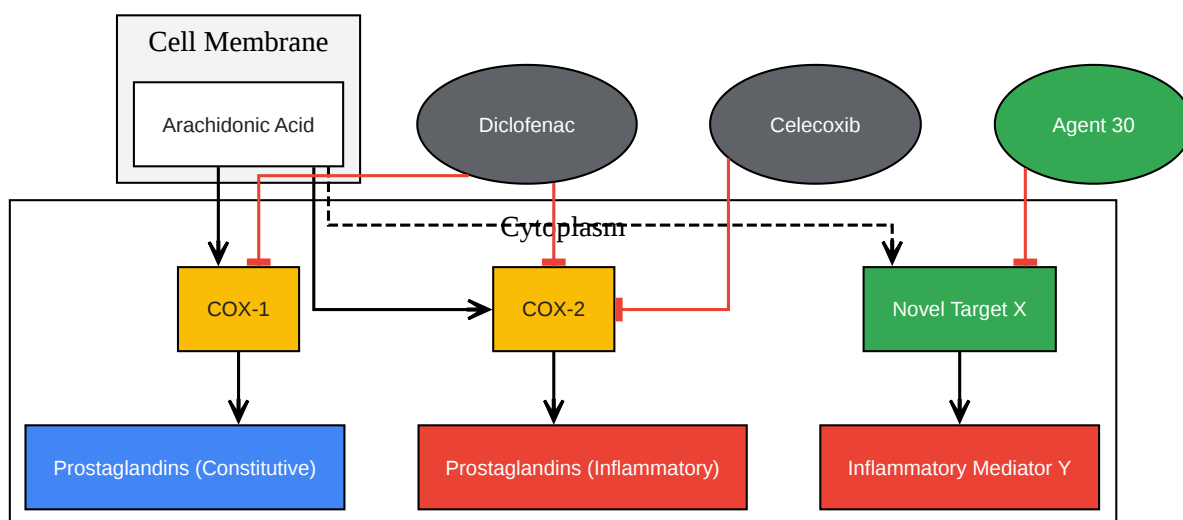 Cell Membrane
Arachidonic Acid
Diclofenac
Celecoxib
Agent 30
Cytoplasm
COX-1
COX-2
Novel Target X
Prostaglandins (Constitutive)
Prostaglandins (Inflammatory)
Inflammatory Mediator Y